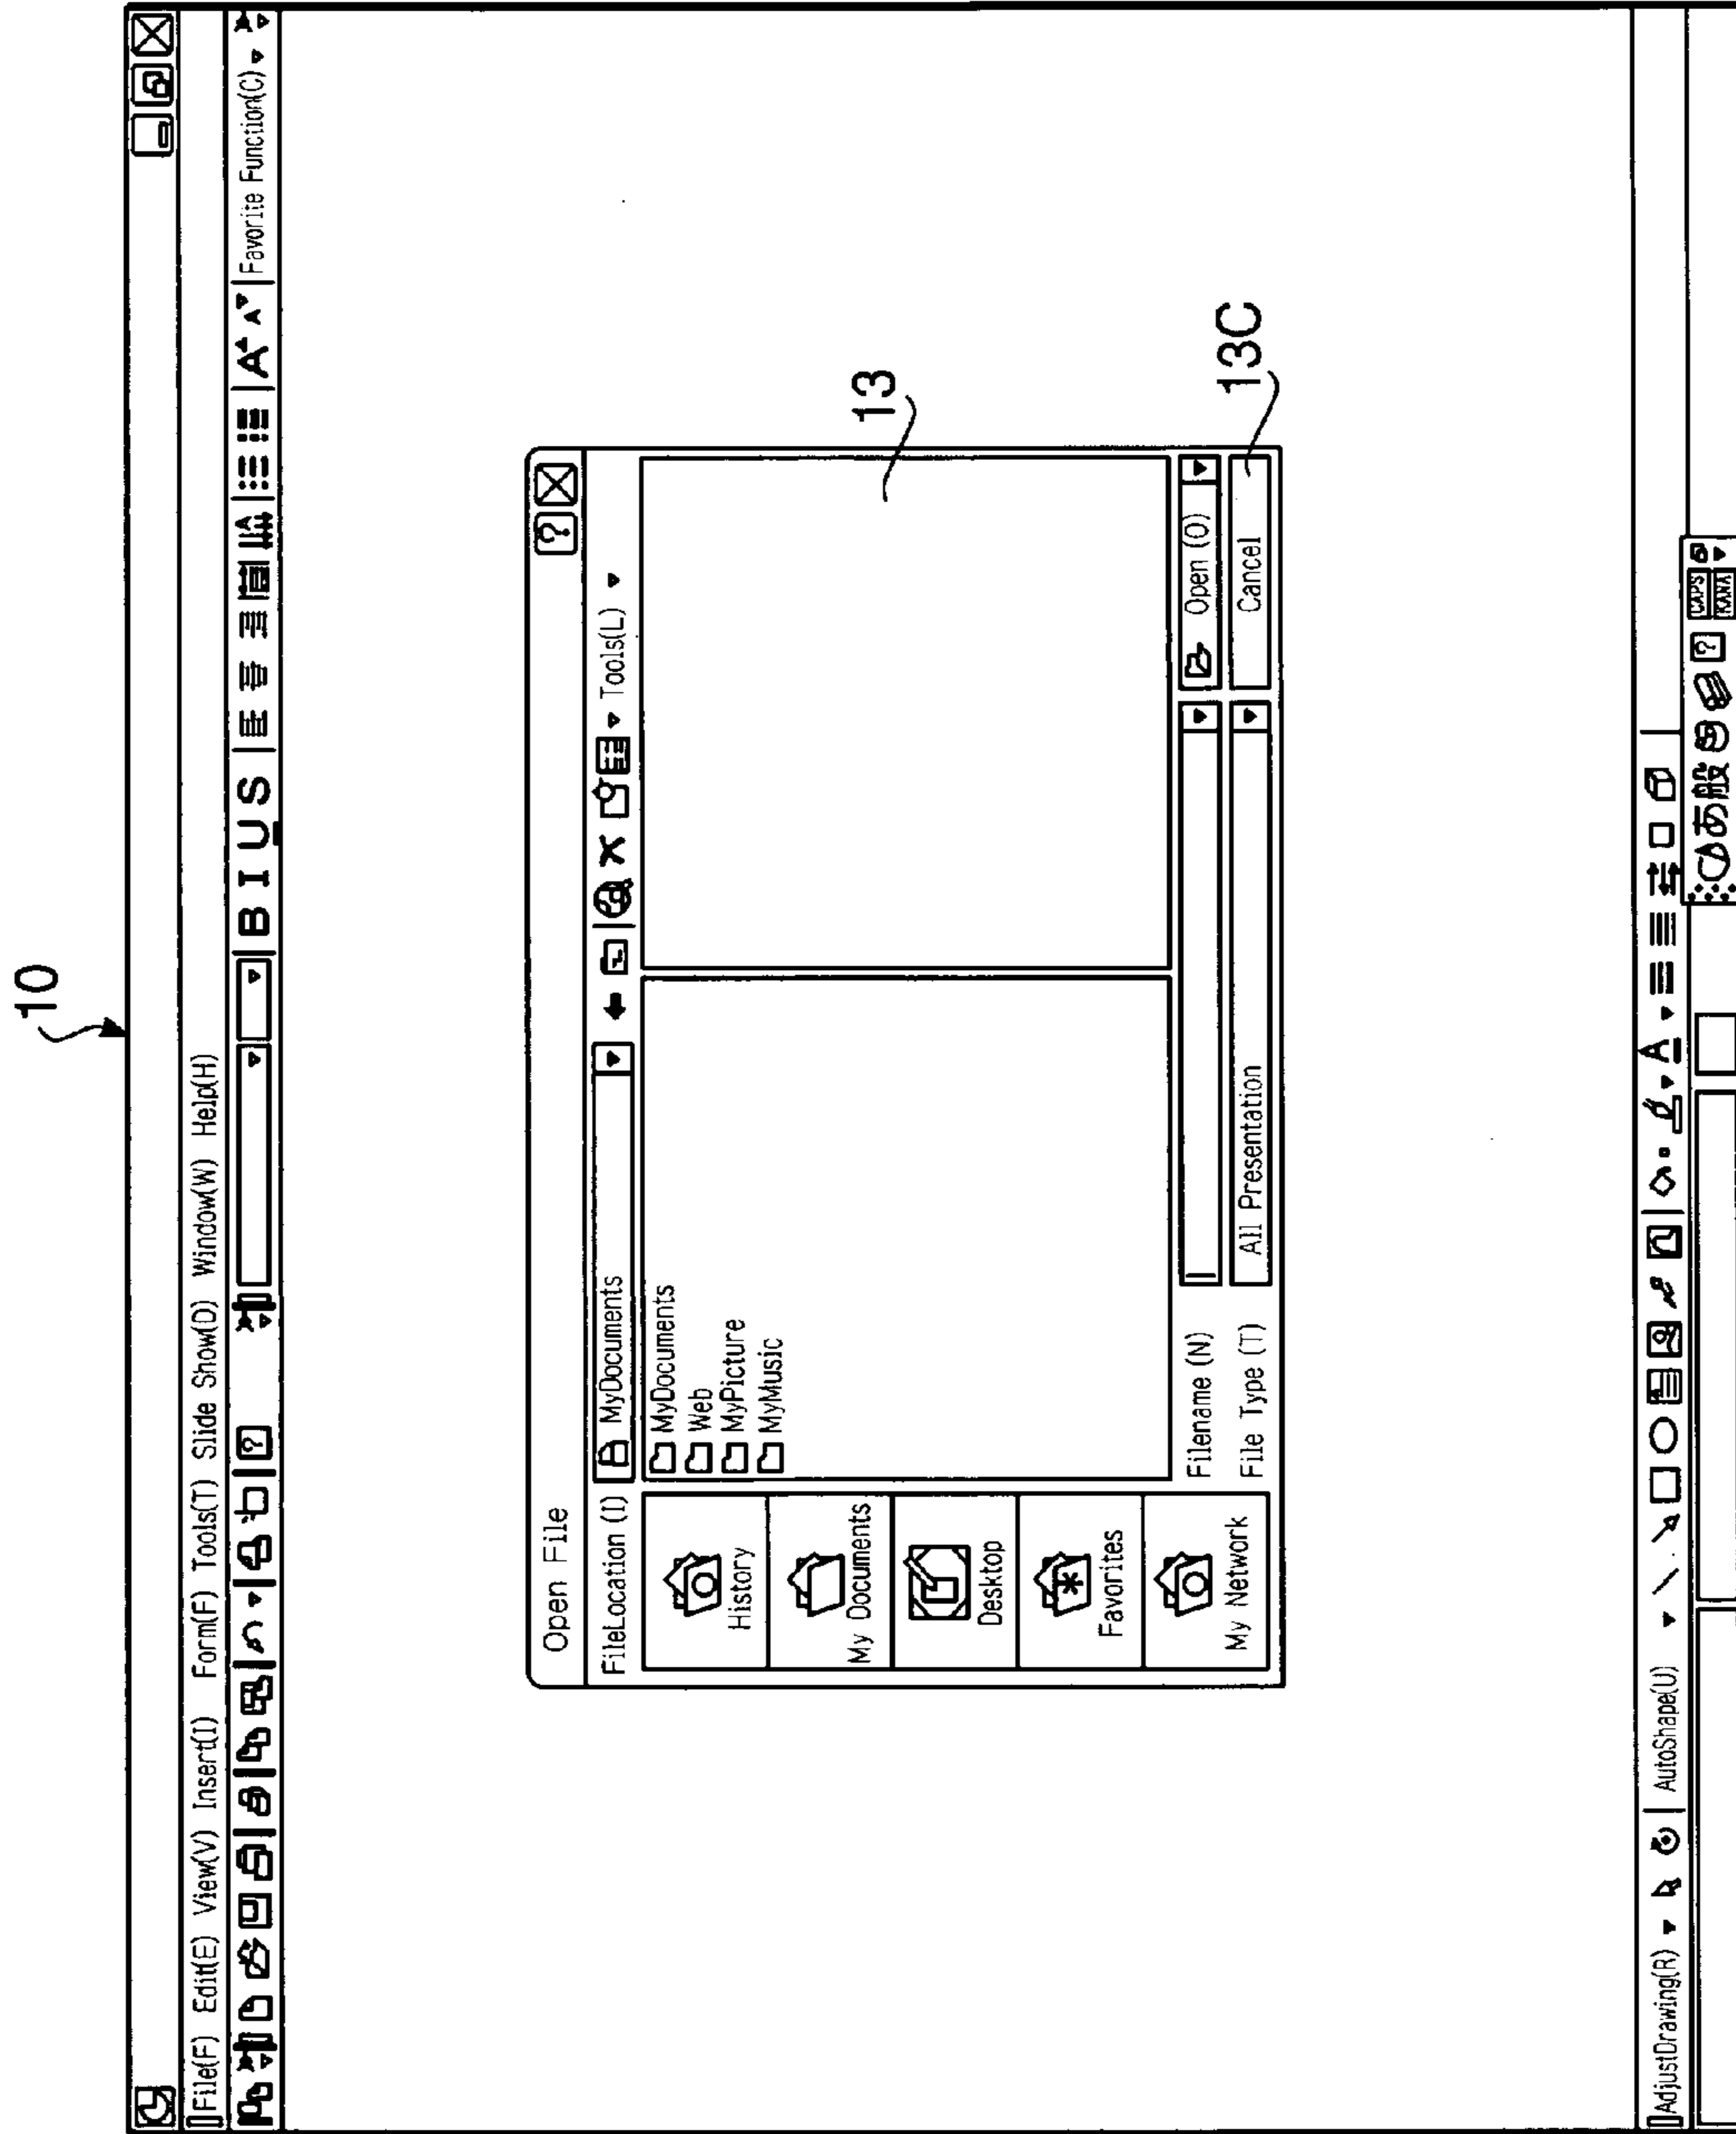 10
File(F) Edit(E) View(V) Insert(I) Form(F) Tools(T) Slide Show(D) Window(W) Help(H)
B I U S A A Favorite Function(C)
Open File
FileLocation (I) MyDocuments Tools(L)
MyDocuments
Web
MyPicture
MyMusic
History
My Documents
Desktop
Favorites
My Network
13
Filename (N) Open (O)
File Type (T) All Presentation Cancel
13C
AdjustDrawing(R) AutoShape(U) A
あ般 CAPS
KANA